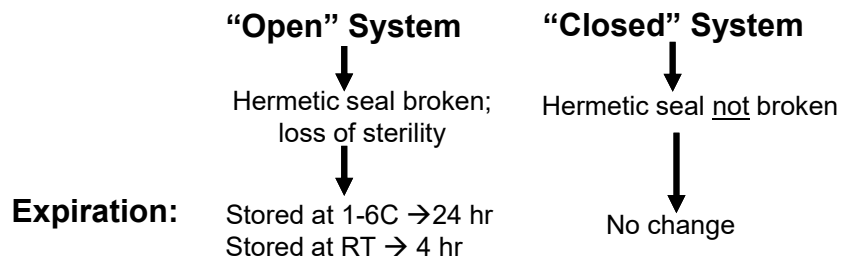 “Open” System
“Closed” System
Hermetic seal broken;
loss of sterility
Hermetic seal not broken
Expiration:
Stored at 1-6C →24 hr
Stored at RT → 4 hr
No change